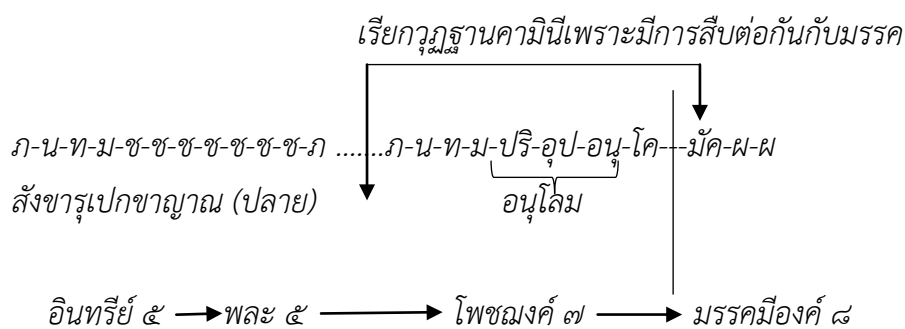 เรียกวุฏฐานคามินีเพราะมีการสืบต่อกันกับมรรค
ภ-น-ท-ม-ช-ช-ช-ช-ช-ช-ช-ภ .......ภ-น-ท-ม-ปริ-อุป-อนุ-โค---มัค-ผ-ผ
สังขารุเปกขาญาณ (ปลาย) อนุโลม
อินทรีย์ ๕ พละ ๕ โพชฌงค์ ๗ มรรคมีองค์ ๘